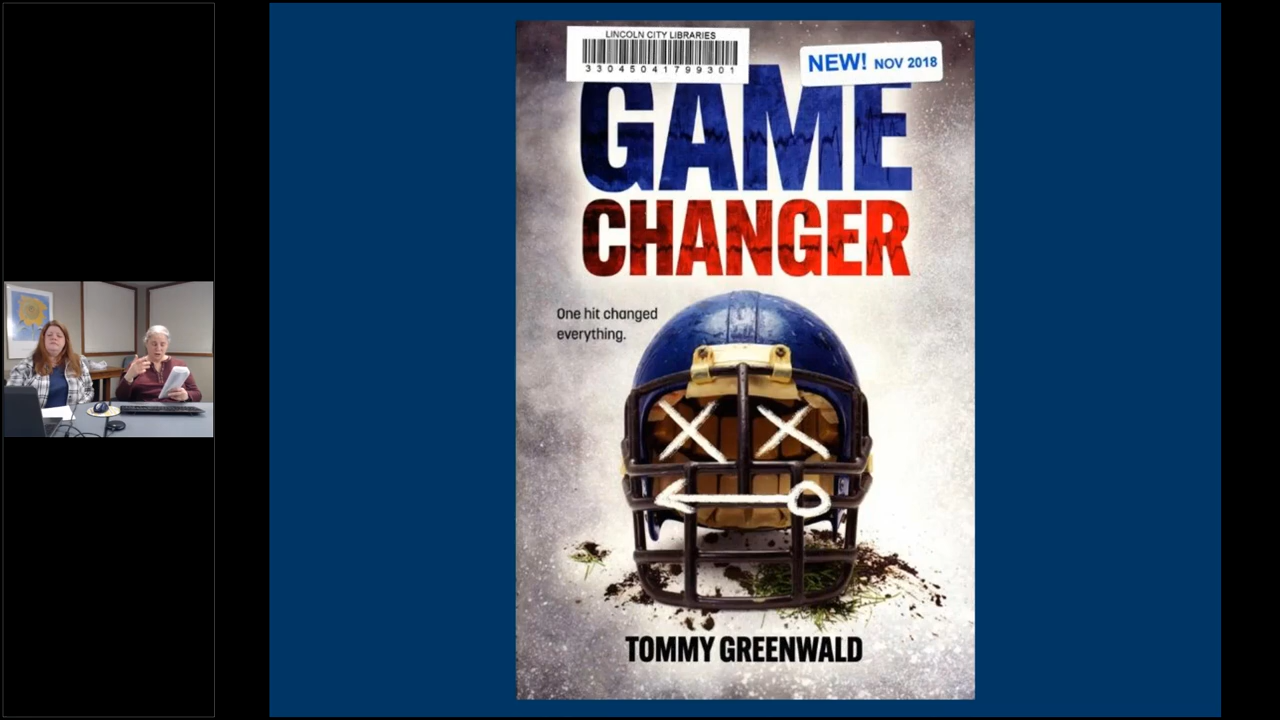 LINCOLN CITY LIBRARIES
33045041799301
NEW! NOV 2018
GAME
CHANGER
One hit changed
everything.
TOMMY GREENWALD